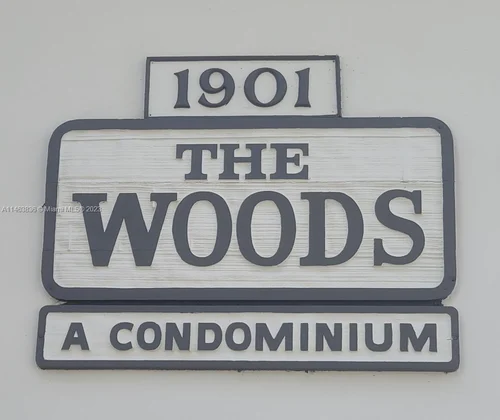 1901
THE
WOODS
A CONDOMINIUM